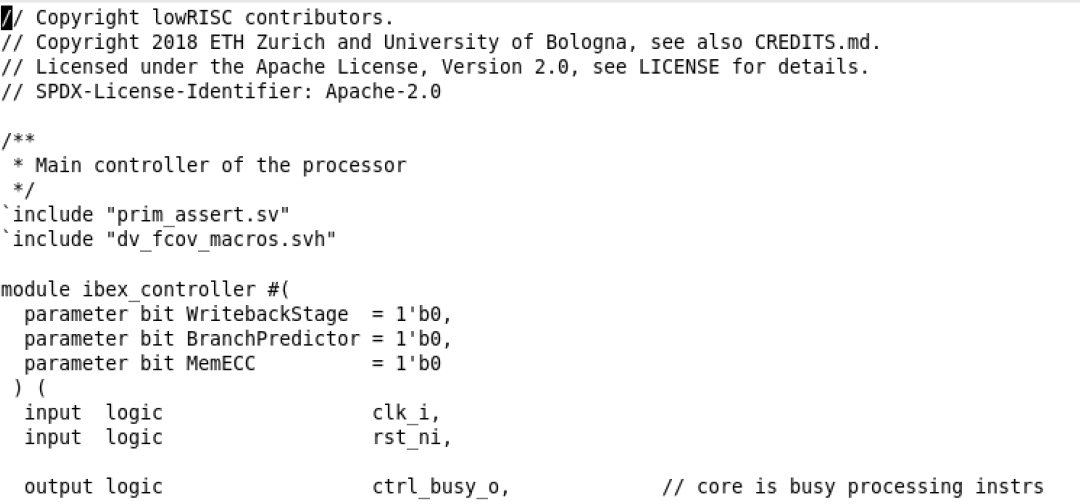 // Copyright lowRISC contributors.
// Copyright 2018 ETH Zurich and University of Bologna, see also CREDITS.md.
// Licensed under the Apache License, Version 2.0, see LICENSE for details.
// SPDX-License-Identifier: Apache-2.0

/**
 * Main controller of the processor
 */
`include "prim_assert.sv"
`include "dv_fcov_macros.svh"

module ibex_controller #(
  parameter bit WritebackStage  = 1'b0,
  parameter bit BranchPredictor = 1'b0,
  parameter bit MemECC          = 1'b0
 ) (
  input  logic                  clk_i,
  input  logic                  rst_ni,

  output logic                  ctrl_busy_o,             // core is busy processing instrs